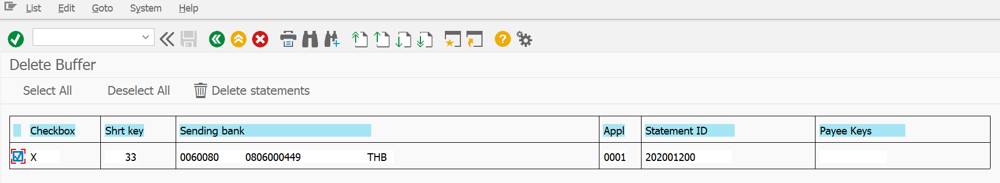 List Edit Goto System Help
Delete Buffer
Select All Deselect All Delete statements
Checkbox Shrt key Sending bank Appl Statement ID Payee Keys
X 33 0060080 0806000449 THB 0001 202001200